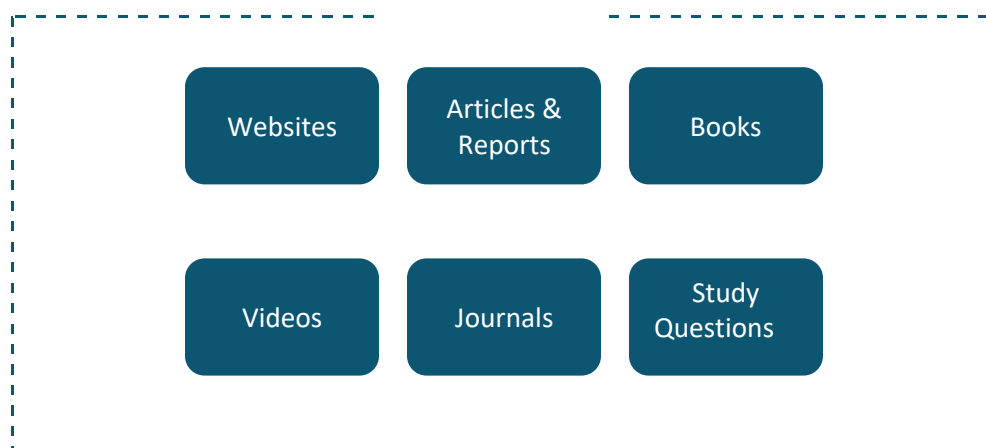 Websites
Articles &
Reports
Books
Videos
Journals
Study
Questions